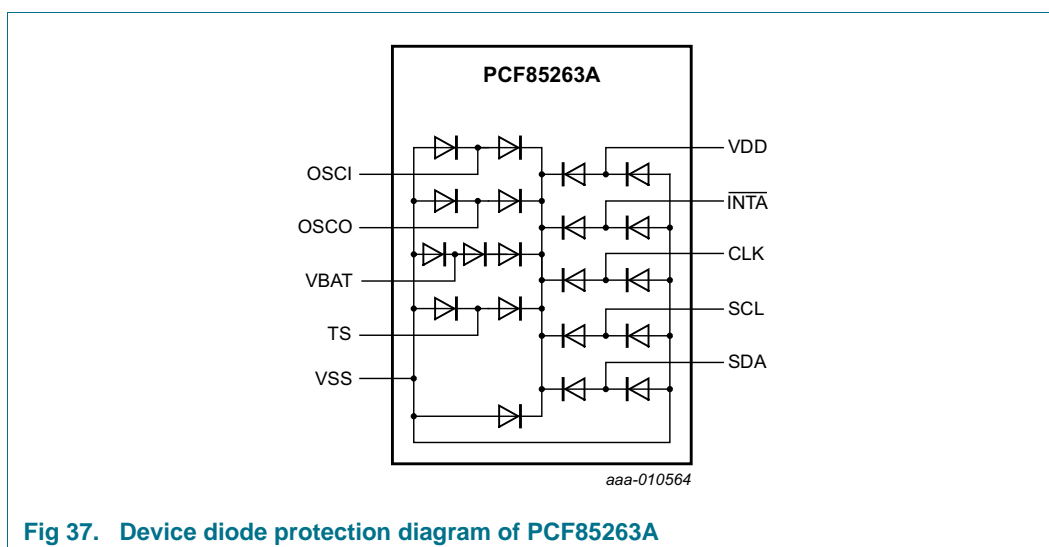 PCF85263A
OSCI
OSCO
VBAT
TS
VSS
VDD
I̅N̅T̅A̅
CLK
SCL
SDA
aaa-010564
Fig 37. Device diode protection diagram of PCF85263A